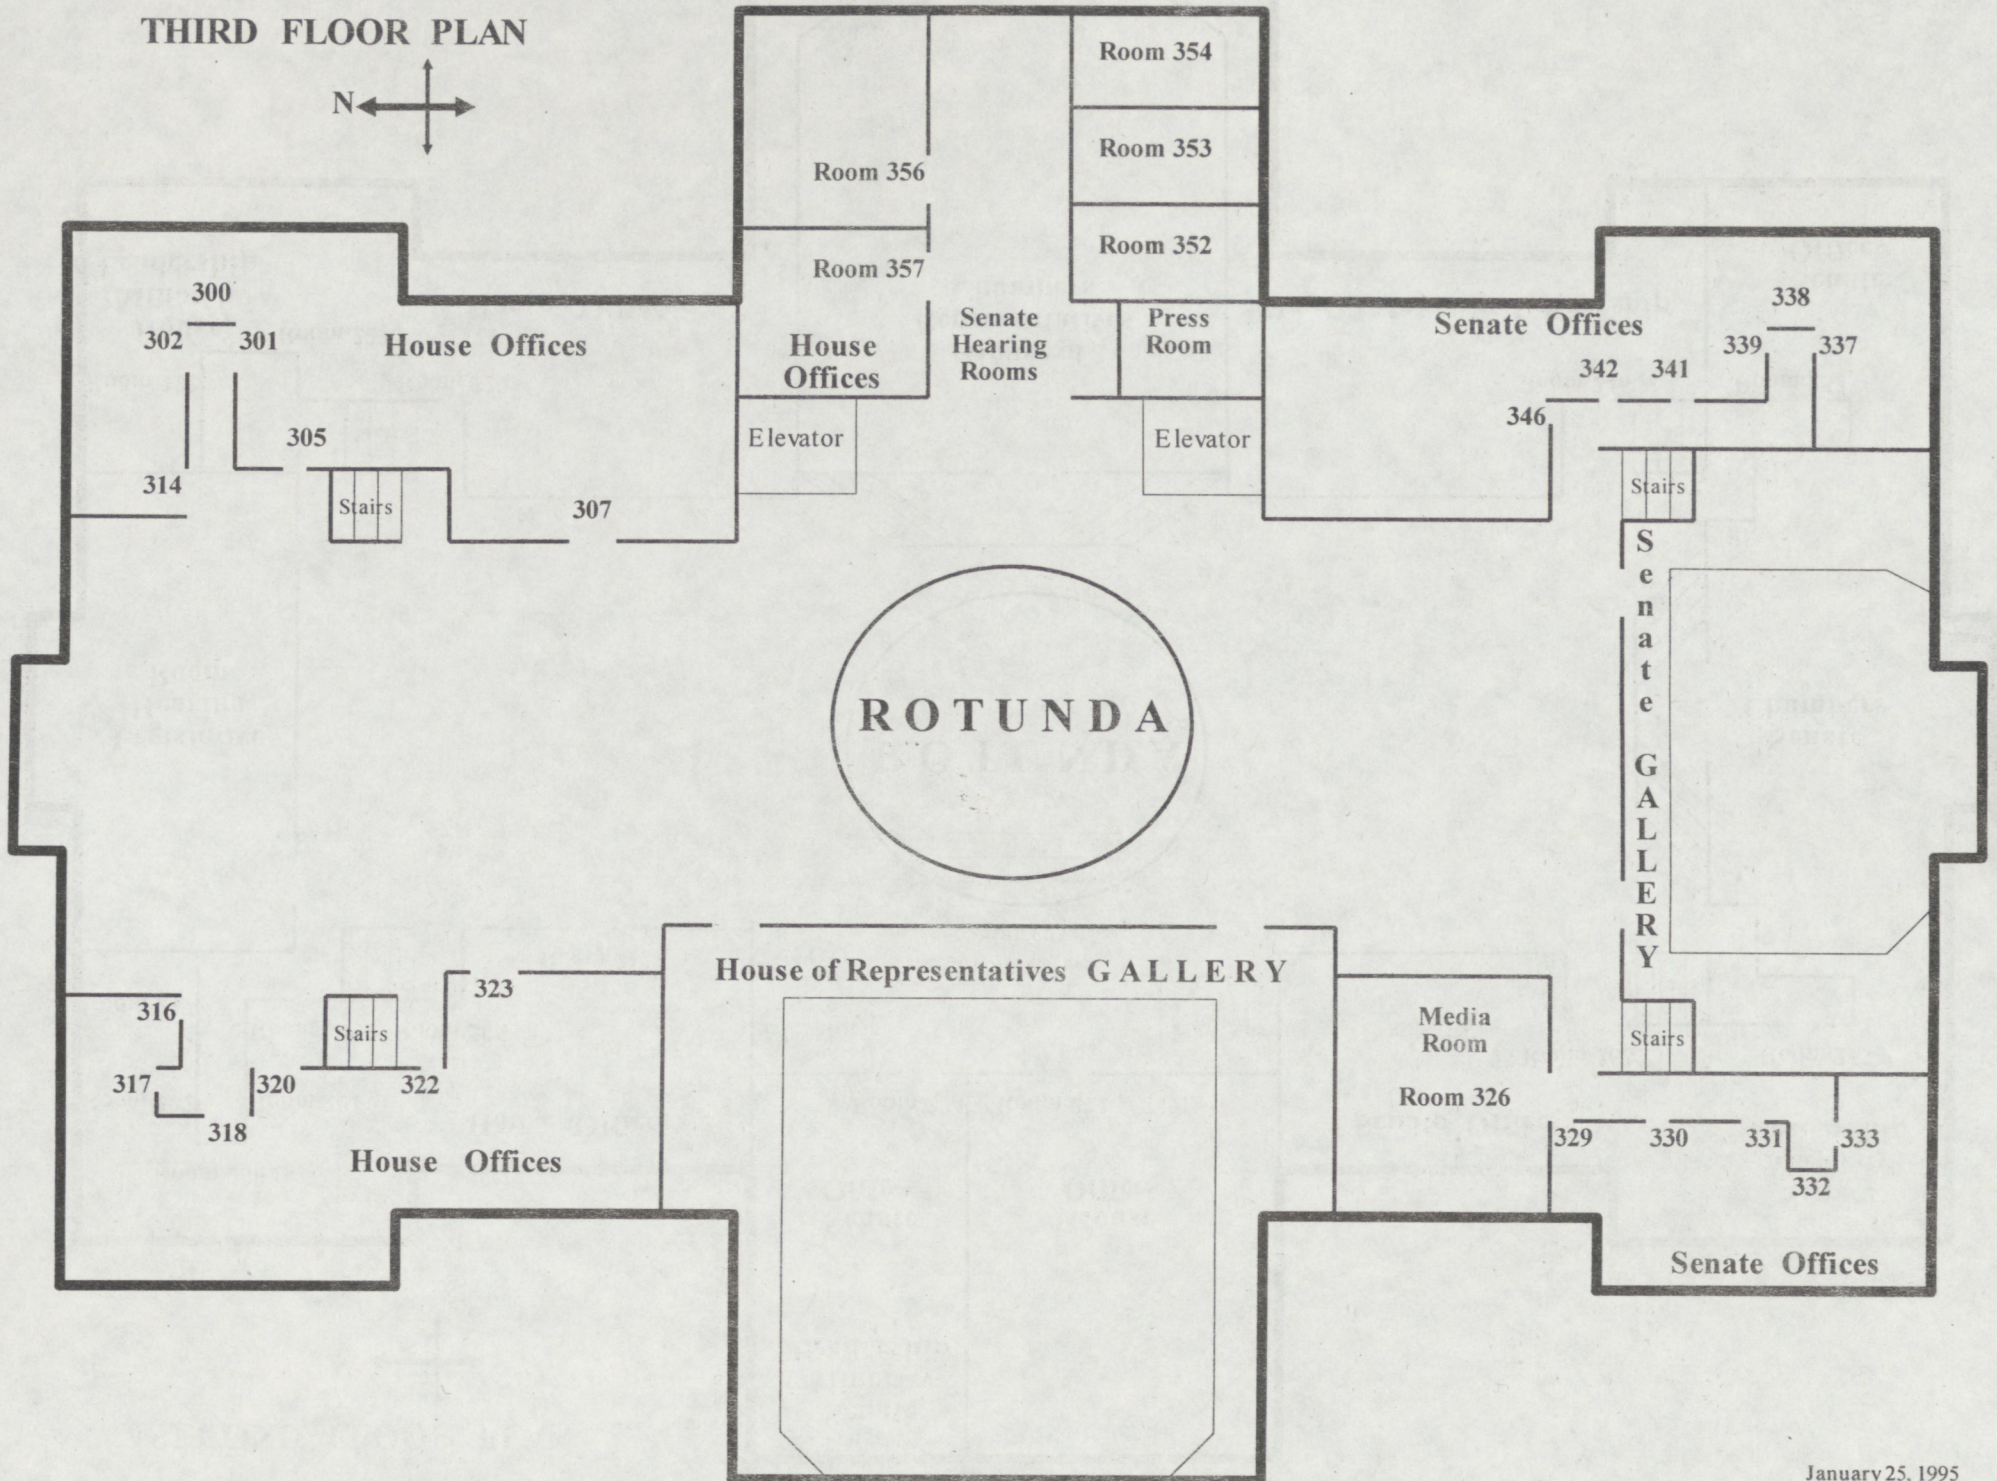 THIRD FLOOR PLAN
N
Room 354
Room 353
Room 356
Room 352
Room 357
300
302
301
House Offices
House
Offices
Senate
Hearing
Rooms
Press
Room
Senate Offices
338
339
337
342
341
346
305
Elevator
Elevator
314
Stairs
307
Stairs
Senate GALLERY
ROTUNDA
House of Representatives GALLERY
323
316
Stairs
Media
Room
Stairs
317
320
322
Room 326
318
329
330
331
333
House Offices
332
Senate Offices
January 25, 1995